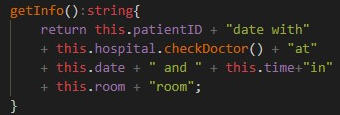 getInfo():string{
return this.patientID + "date with"
+ this.hospital.checkDoctor() + "at"
+ this.date + " and " + this.time+"in"
+ this.room + "room";
}